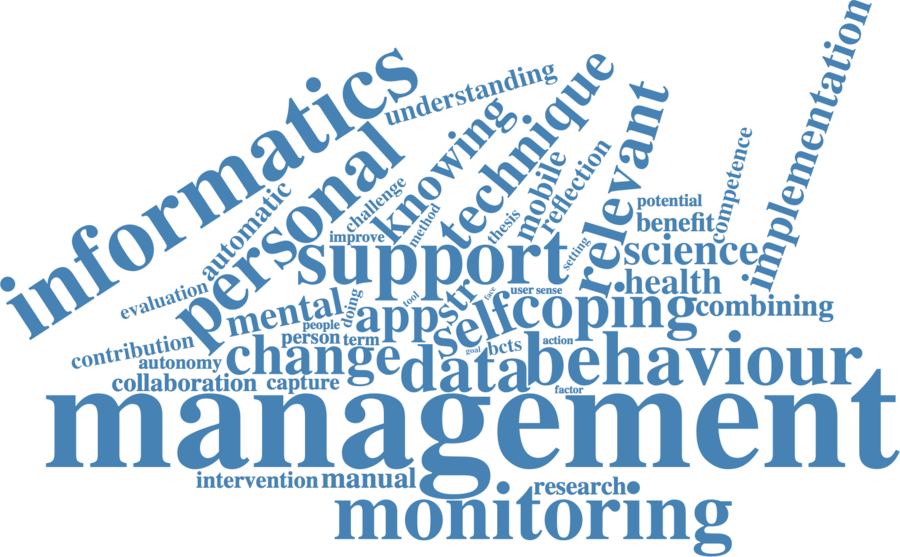 implementation
informatics
understanding
technique
relevant
knowing
personal
automatic
challenge
method
mobile
reflection
thesis
competence
potential
benefit
improve
support
setting
science
health
evaluation
mental
doing
people
person
term
app
tool
face
user
sense
self
coping
combining
contribution
autonomy
change
goal
bcts
action
data
behaviour
collaboration
capture
factor
management
intervention
manual
research
monitoring